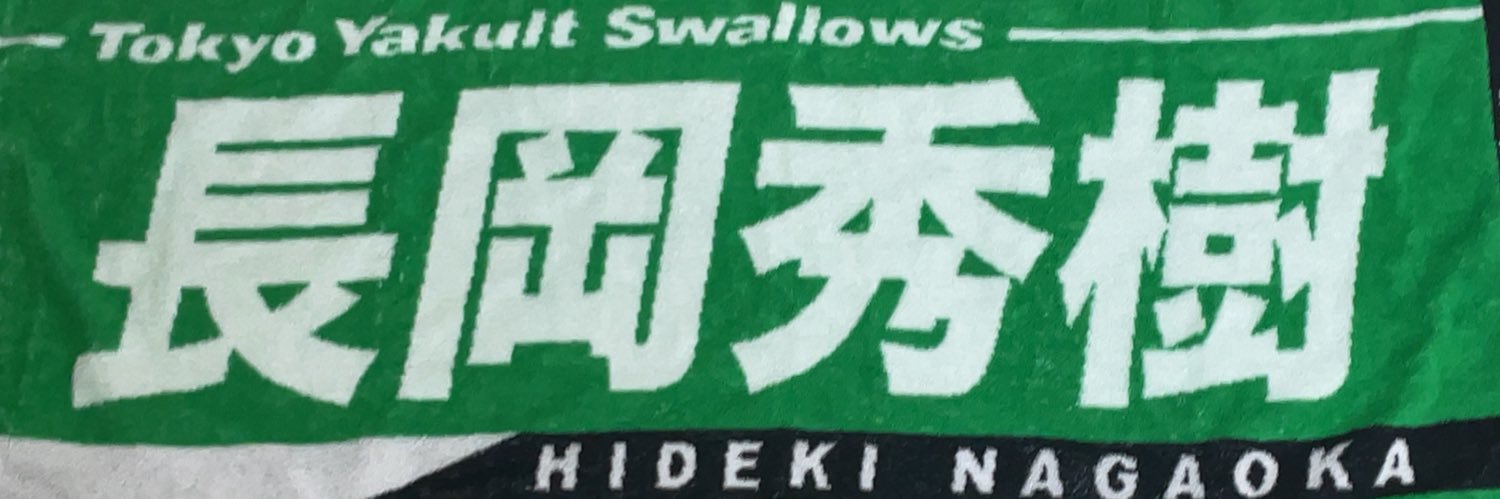 Tokyo Yakult Swallows
長岡秀樹
HIDEKI NAGAOKA